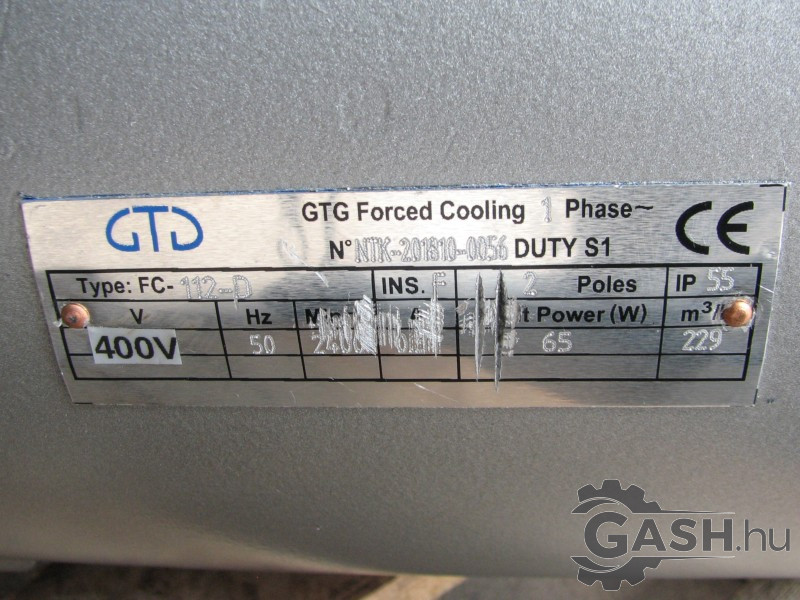 GTG GTG Forced Cooling 1 Phase~
N° NTK-201810-0056 DUTY S1
CE
Type: FC-112-D INS. F 2 Poles IP 55
V Hz Power (W)
400V 50 65 229
GASH.hu